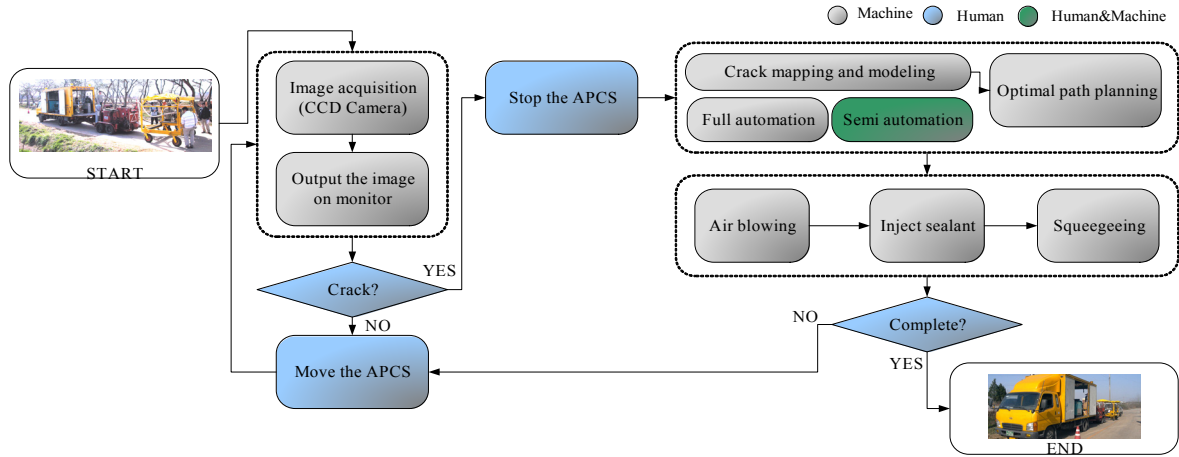 Machine
Human
Human&Machine
START
Image acquisition
(CCD Camera)
Output the image
on monitor
Crack?
YES
NO
Move the APCS
Stop the APCS
Crack mapping and modeling
Full automation
Semi automation
Optimal path planning
Air blowing
Inject sealant
Squeegeeing
Complete?
NO
YES
END